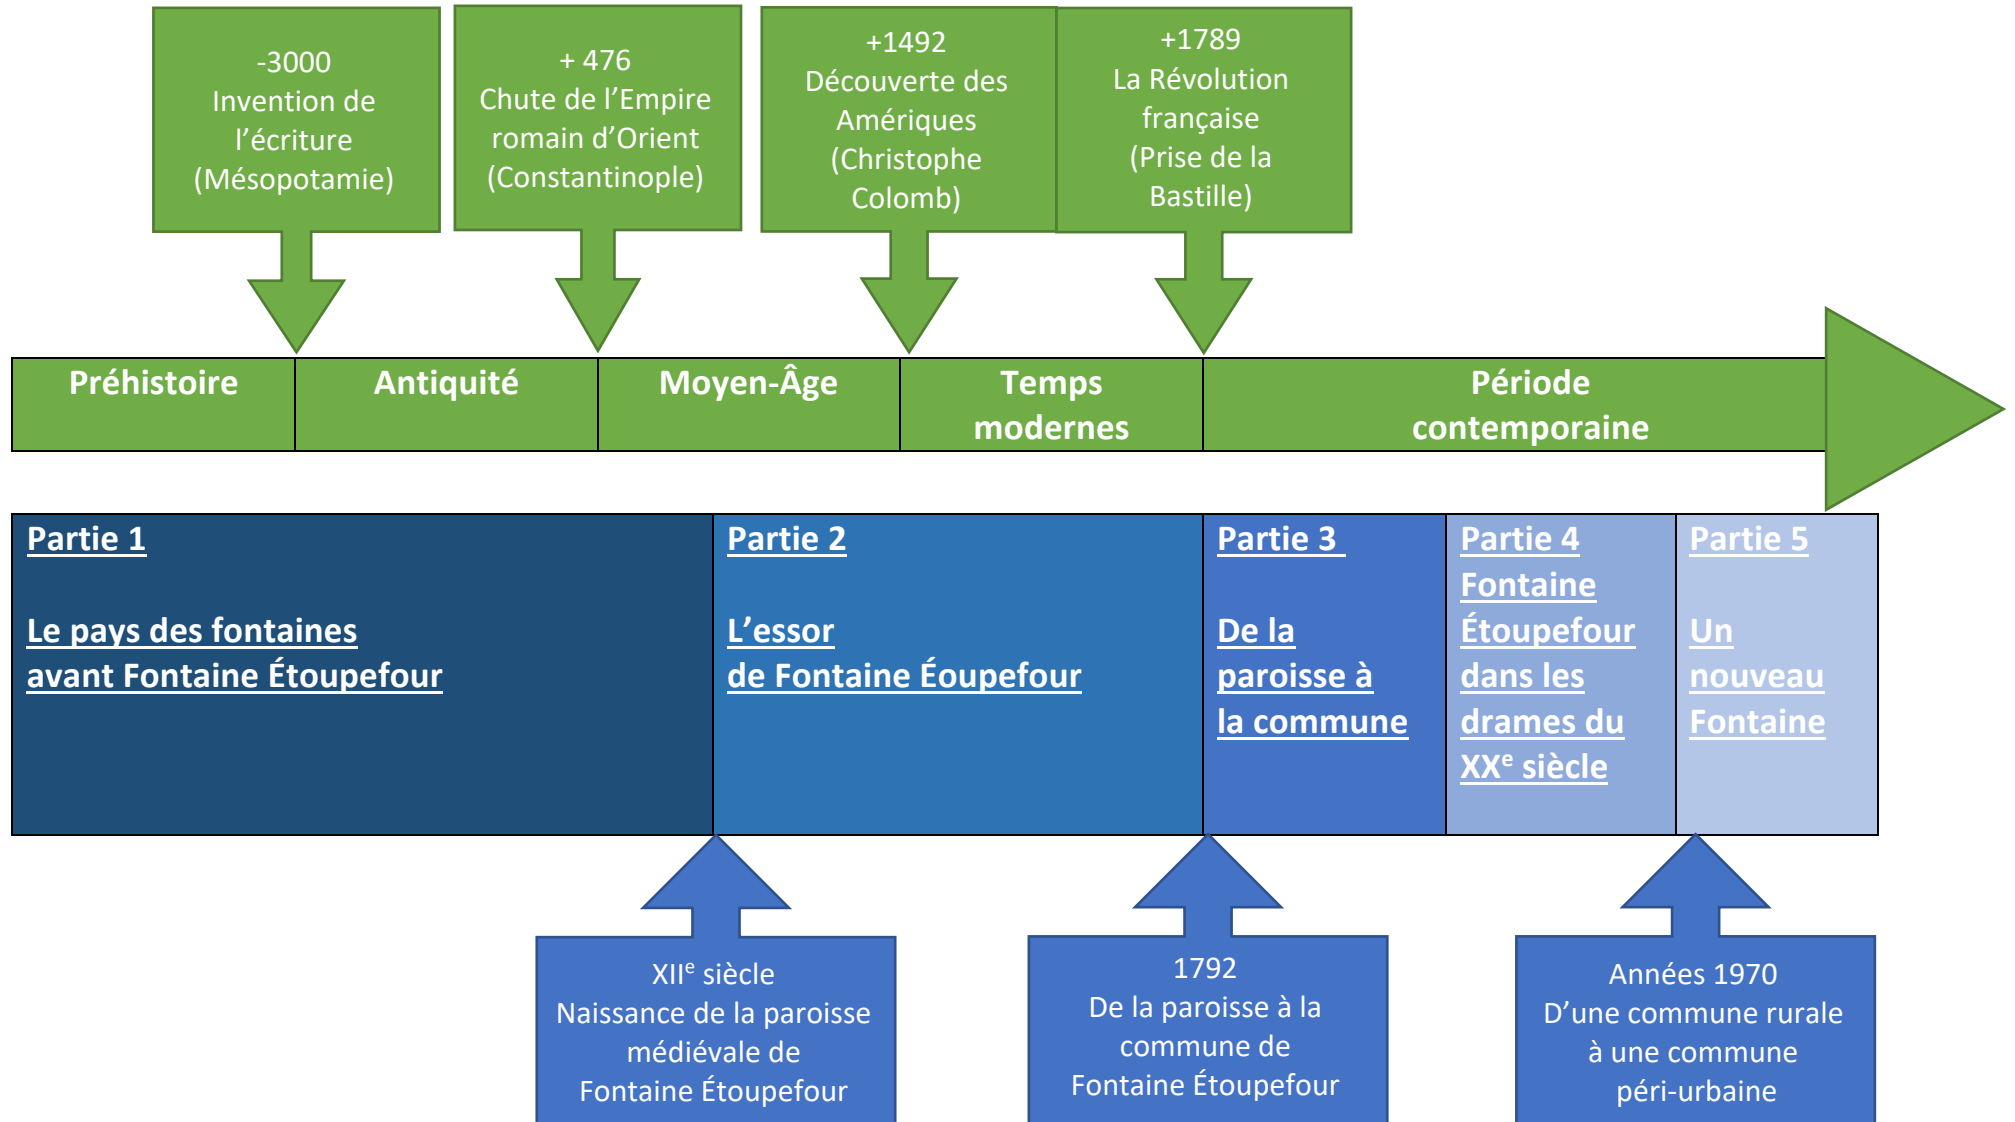 -3000
Invention de
l’écriture
(Mésopotamie)
+ 476
Chute de l’Empire
romain d’Orient
(Constantinople)
+1492
Découverte des
Amériques
(Christophe
Colomb)
+1789
La Révolution
française
(Prise de la
Bastille)
Préhistoire
Antiquité
Moyen-Âge
Temps
modernes
Période
contemporaine
Partie 1
Le pays des fontaines
avant Fontaine Étoupefour
Partie 2
L’essor
de Fontaine Éoupefour
Partie 3
De la
paroisse à
la commune
Partie 4
Fontaine
Étoupefour
dans les
drames du
XXe siècle
Partie 5
Un
nouveau
Fontaine
XIIe siècle
Naissance de la paroisse
médiévale de
Fontaine Étoupefour
1792
De la paroisse à la
commune de
Fontaine Étoupefour
Années 1970
D’une commune rurale
à une commune
péri-urbaine